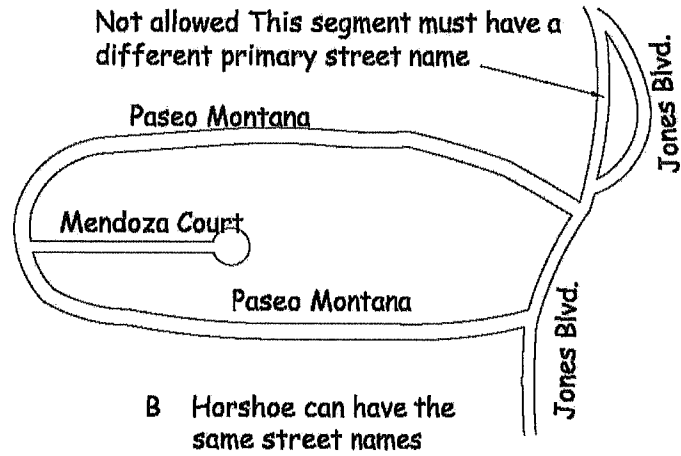 Not allowed This segment must have a
different primary street name
Jones Blvd.
Paseo Montana
Mendoza Court
Paseo Montana
Jones Blvd.
B Horshoe can have the
same street names